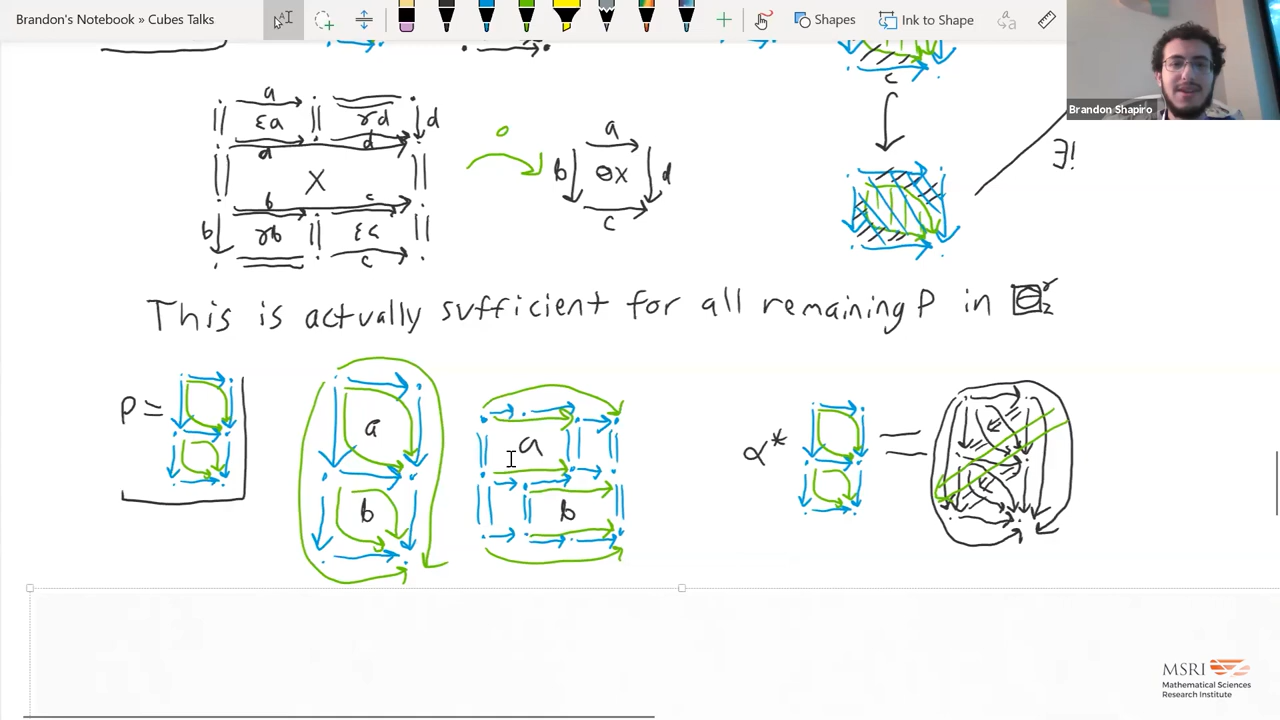 Brandon's Notebook » Cubes Talks
Shapes
Ink to Shape
Brandon Shapiro
c
a
εa γd d
a d
X
b c
b γb εc
c
∘
a
b ΘX d
c
∃!
This is actually sufficient for all remaining P in
P =
a
b
a
b
α* =
MSRI
Mathematical Sciences
Research Institute